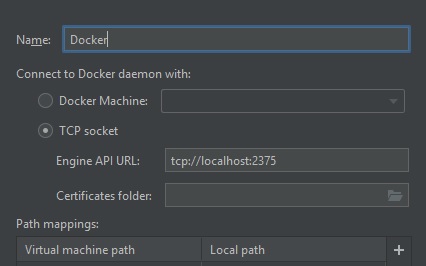 Name: Docker
Connect to Docker daemon with:
Docker Machine:
TCP socket
Engine API URL: tcp://localhost:2375
Certificates folder:
Path mappings:
Virtual machine path Local path +